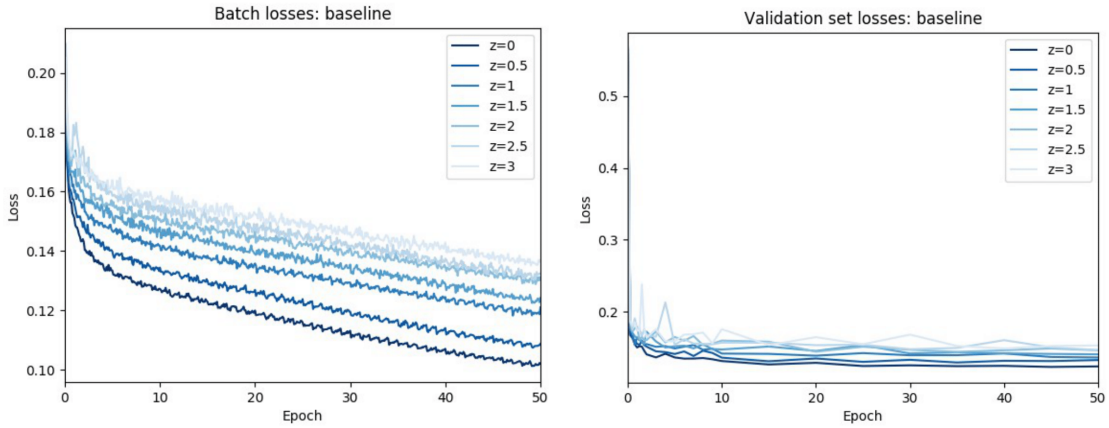 Batch losses: baseline
Loss
0.20
0.18
0.16
0.14
0.12
0.10
0
10
20
30
40
50
Epoch
z=0
z=0.5
z=1
z=1.5
z=2
z=2.5
z=3
Validation set losses: baseline
Loss
0.5
0.4
0.3
0.2
0
10
20
30
40
50
Epoch
z=0
z=0.5
z=1
z=1.5
z=2
z=2.5
z=3